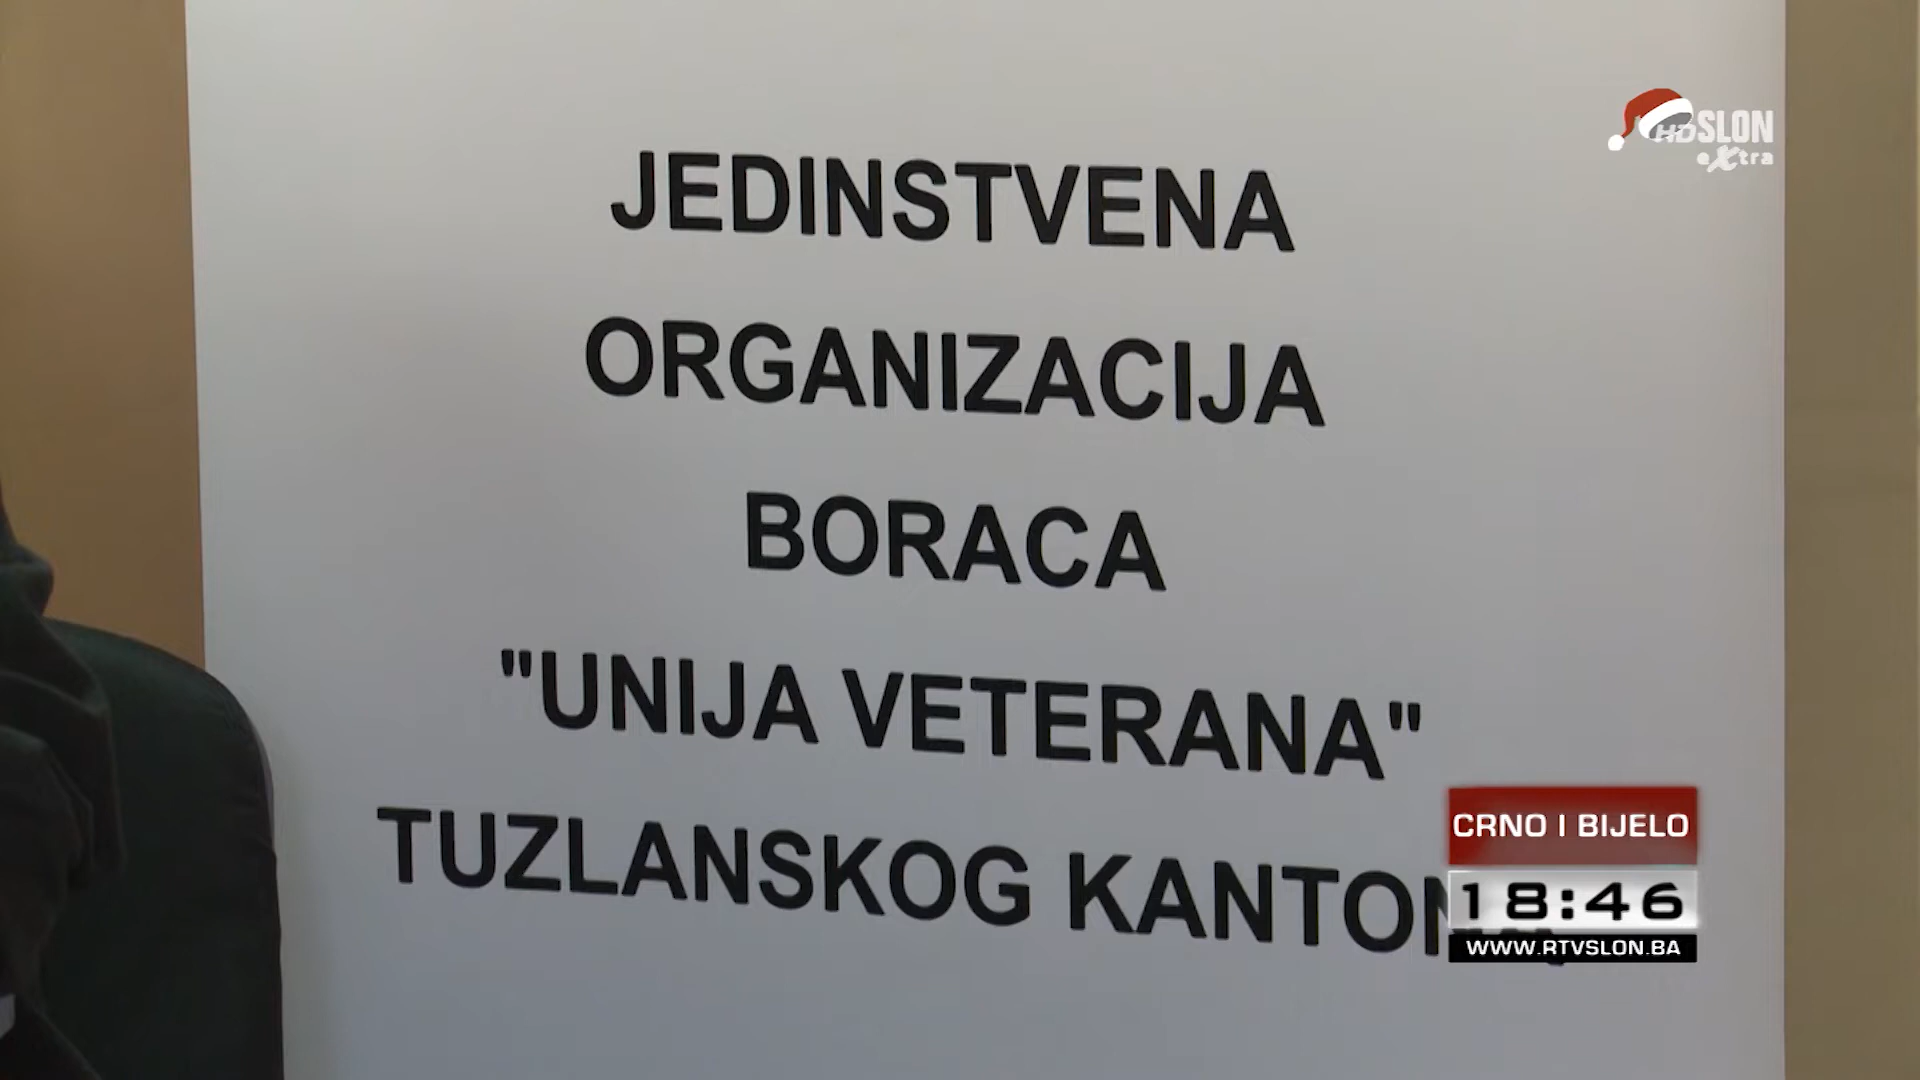 HD SLON
eXtra
JEDINSTVENA
ORGANIZACIJA
BORACA
"UNIJA VETERANA"
TUZLANSKOG
CRNO I BIJELO
18:46
WWW.RTVSLON.BA